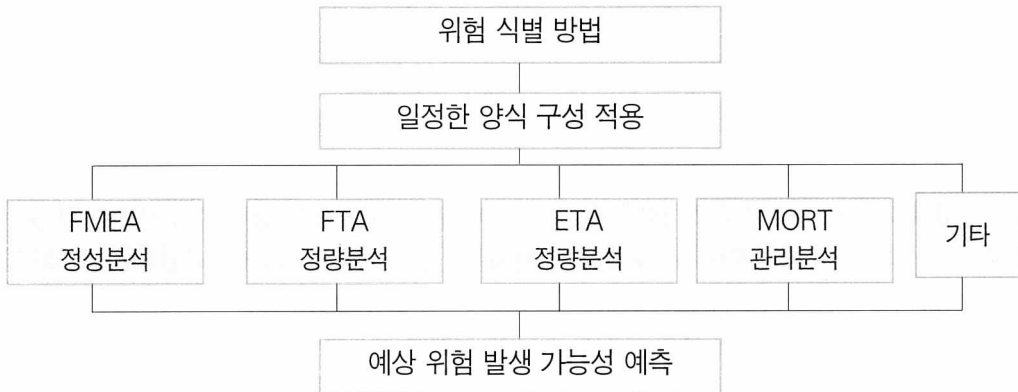 위험 식별 방법
일정한 양식 구성 적용
FMEA
정성분석
FTA
정량분석
ETA
정량분석
MORT
관리분석
기타
예상 위험 발생 가능성 예측